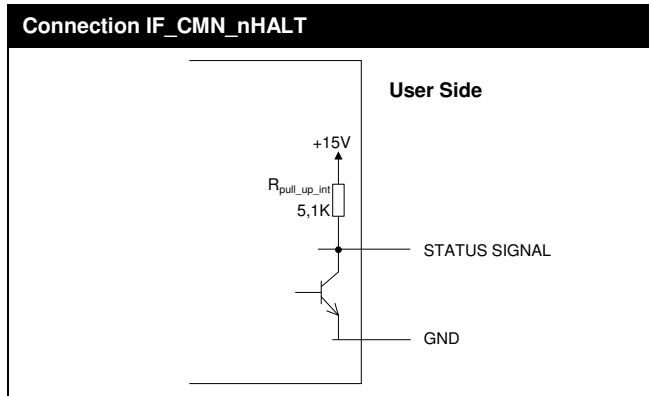 Connection IF_CMN_nHALT
User Side
+15V
Rpull_up_int
5,1K
STATUS SIGNAL
GND